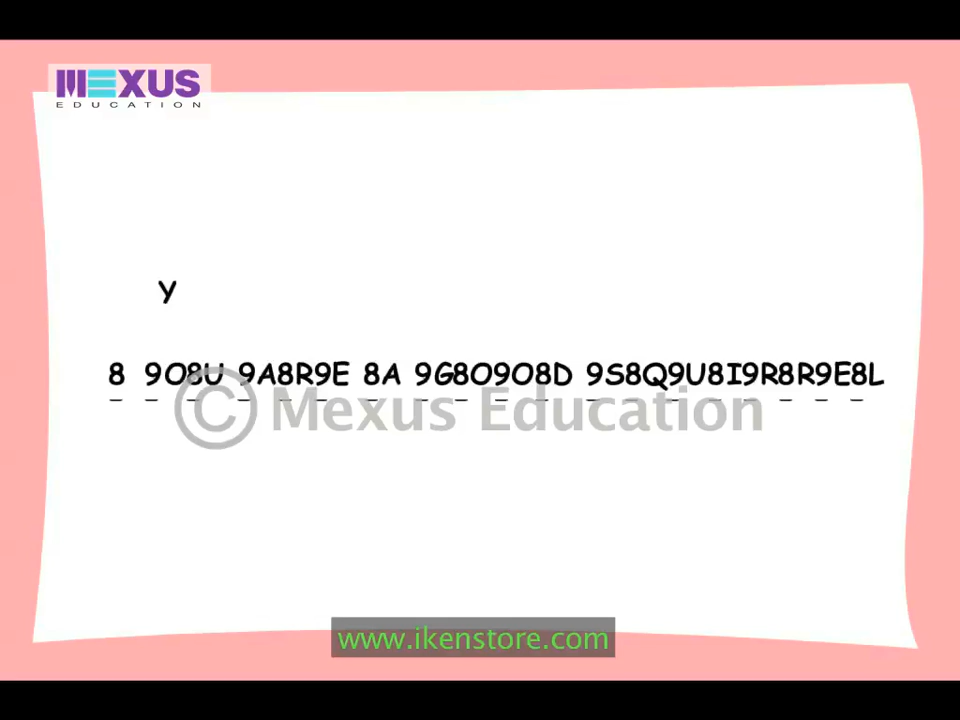 MEXUS
EDUCATION
Y
8 9O8U 9A8R9E 8A 9G8O9O8D 9S8Q9U8I9R8R9E8L
© Mexus Education
www.ikenstore.com